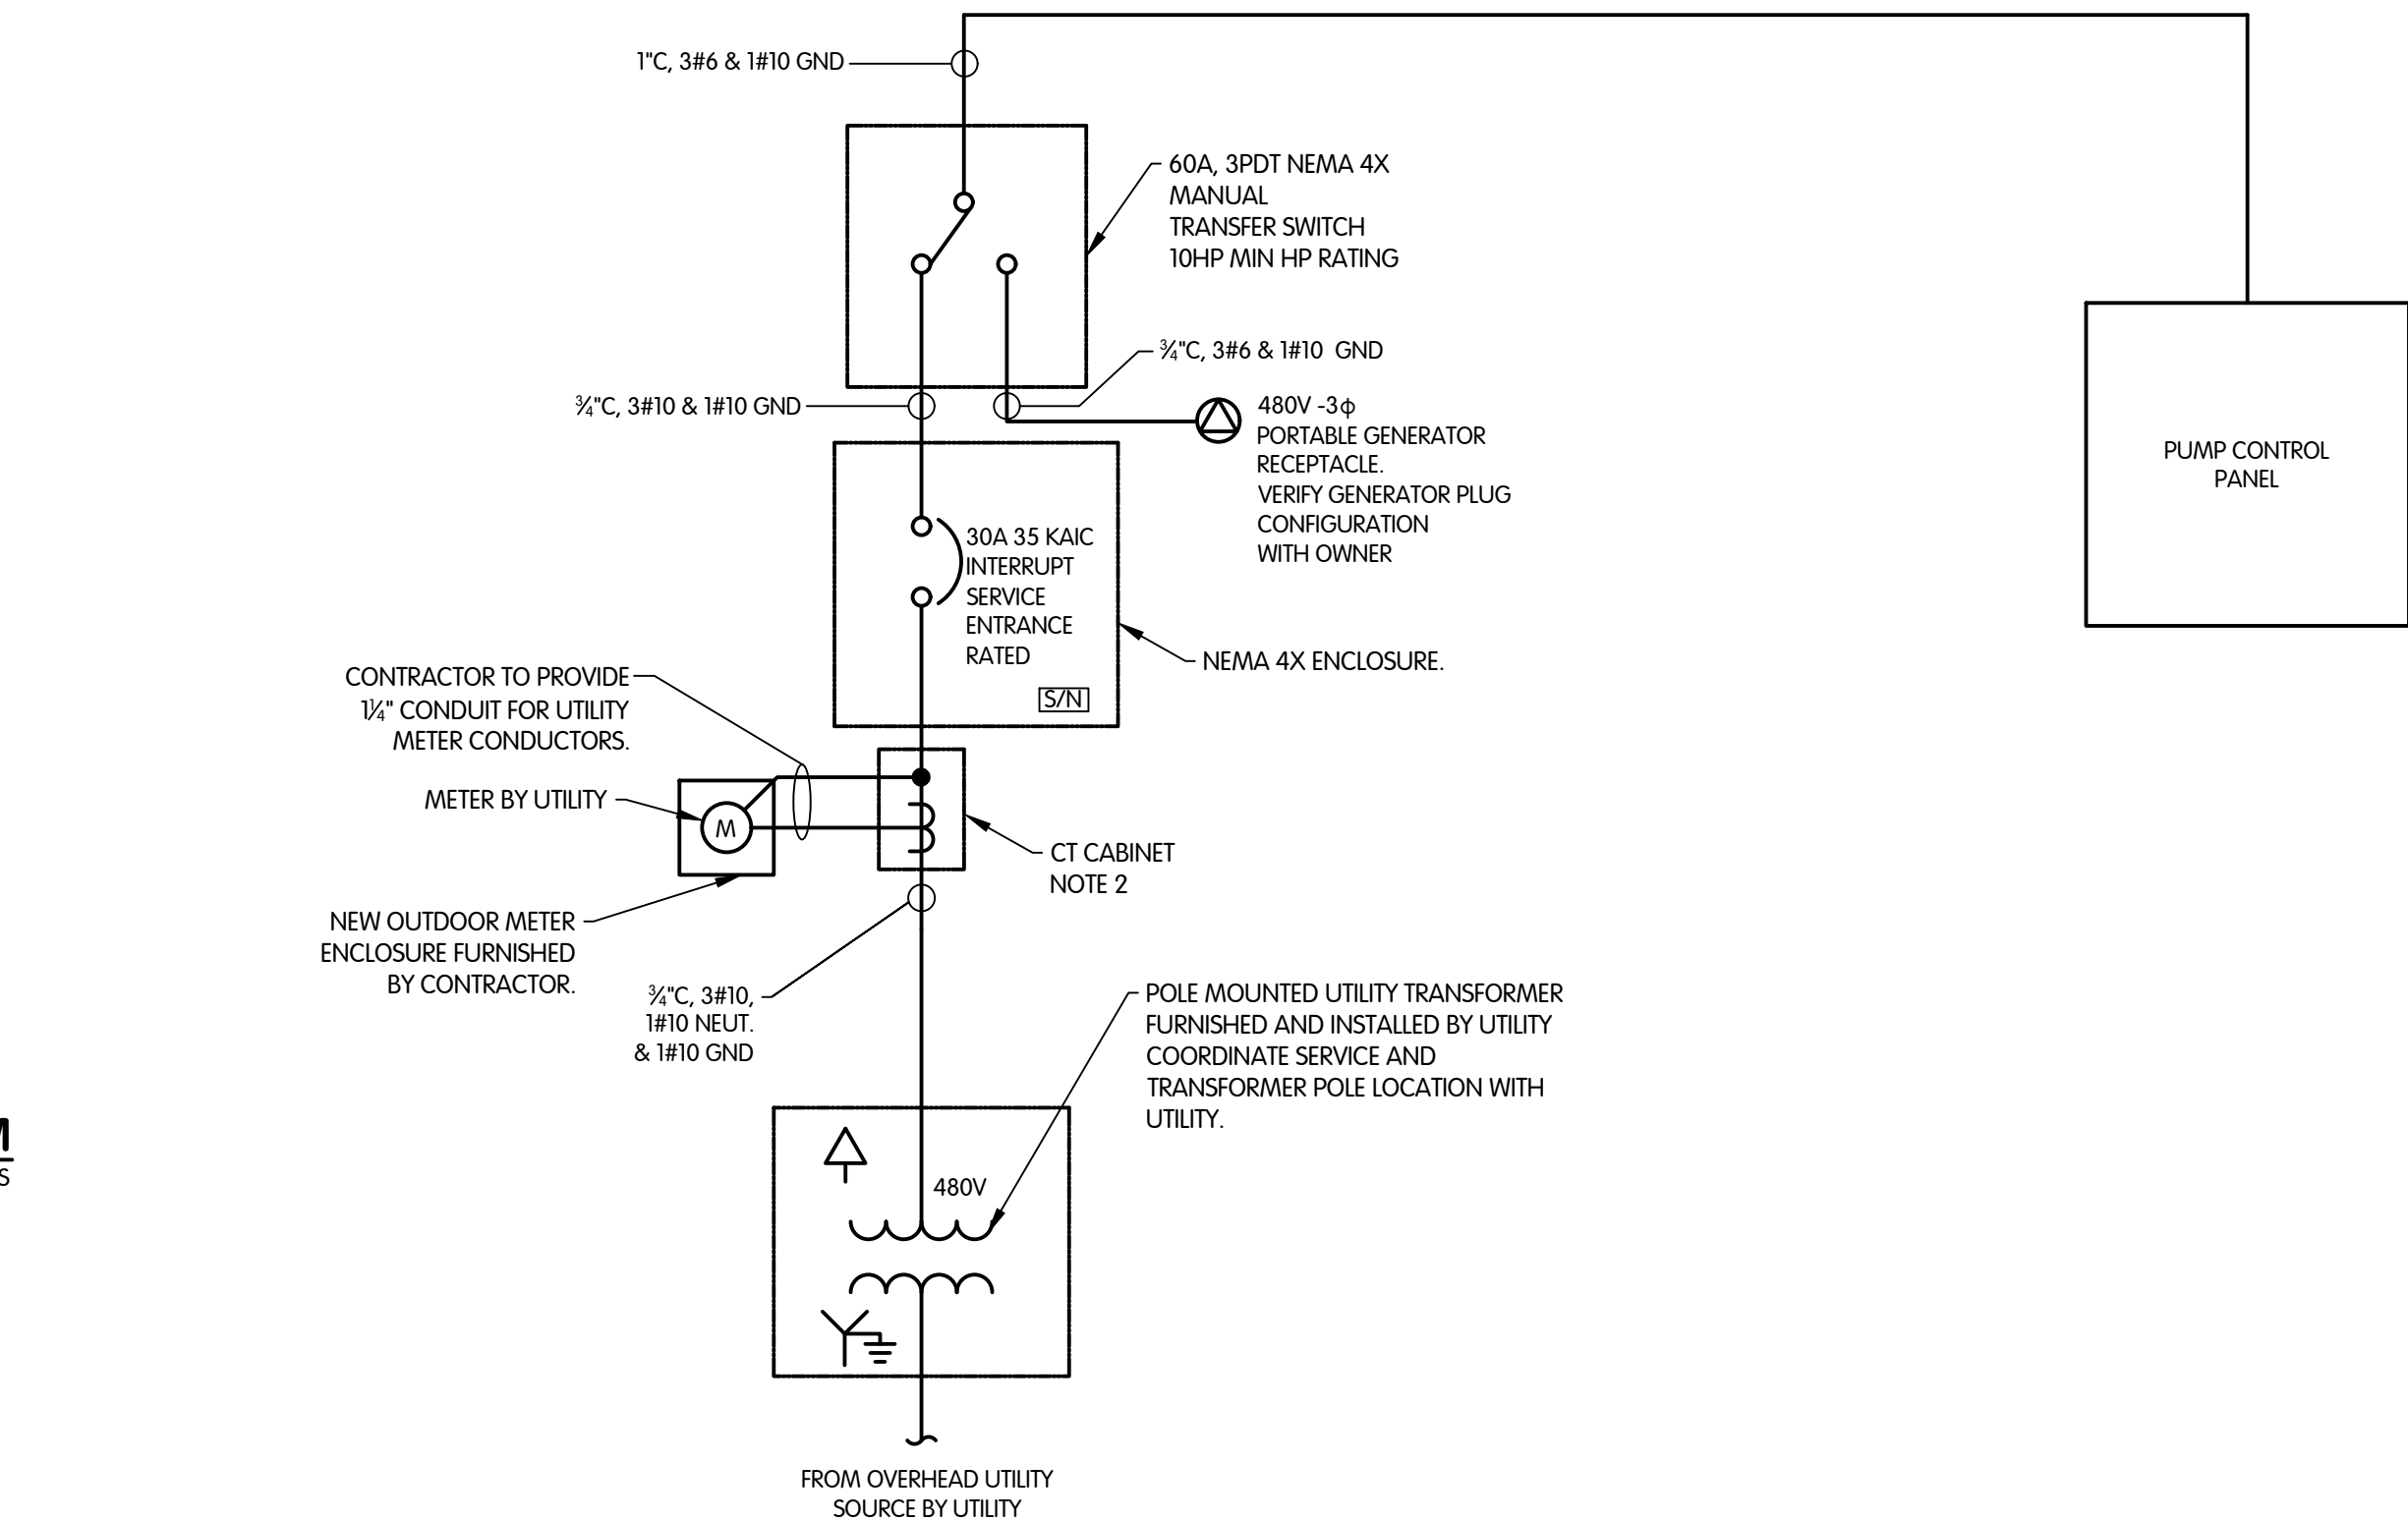 1"C, 3#6 & 1#10 GND
60A, 3PDT NEMA 4X
MANUAL
TRANSFER SWITCH
10HP MIN HP RATING
¾"C, 3#6 & 1#10  GND
¾"C, 3#10 & 1#10 GND
480V -3ϕ
PORTABLE GENERATOR
RECEPTACLE.
VERIFY GENERATOR PLUG
CONFIGURATION
WITH OWNER
PUMP CONTROL
PANEL
30A 35 KAIC
INTERRUPT
SERVICE
ENTRANCE
RATED
S/N
NEMA 4X ENCLOSURE.
CONTRACTOR TO PROVIDE
1¼" CONDUIT FOR UTILITY
METER CONDUCTORS.
METER BY UTILITY
M
CT CABINET
NOTE 2
NEW OUTDOOR METER
ENCLOSURE FURNISHED
BY CONTRACTOR.
¾"C, 3#10,
1#10 NEUT.
& 1#10 GND
POLE MOUNTED UTILITY TRANSFORMER
FURNISHED AND INSTALLED BY UTILITY
COORDINATE SERVICE AND
TRANSFORMER POLE LOCATION WITH
UTILITY.
480V
FROM OVERHEAD UTILITY
SOURCE BY UTILITY